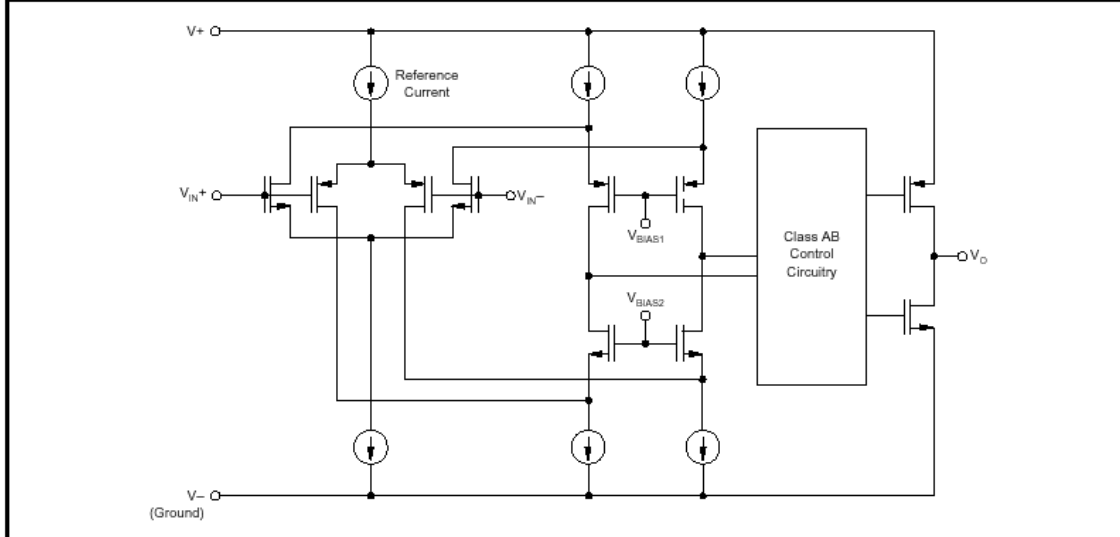 V+
Reference
Current
VIN+
VIN–
VBIAS1
Class AB
Control
Circuitry
VO
VBIAS2
V–
(Ground)